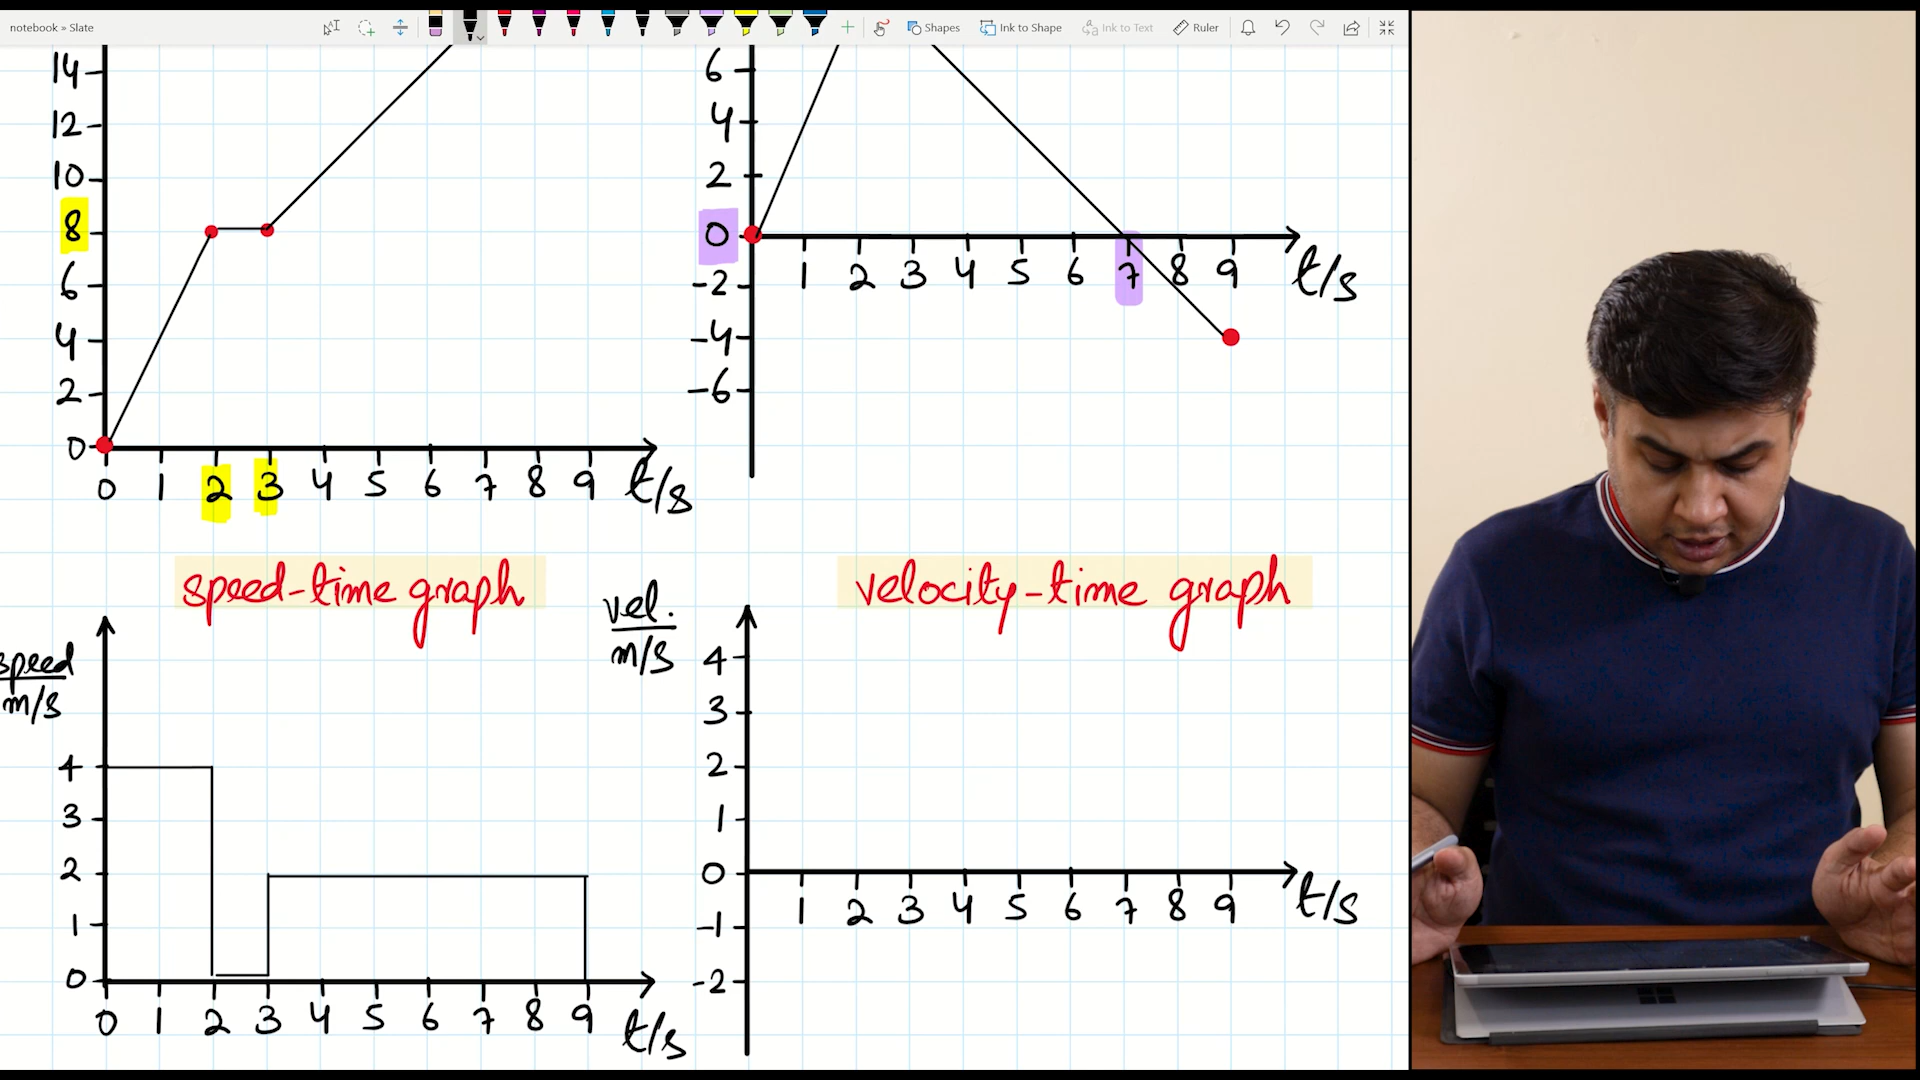 notebook » Slate
Shapes
Ink to Shape
Ink to Text
Ruler
14
12
10
8
6
4
2
0
0 1 2 3 4 5 6 7 8 9 t/s
6
4
2
0
-2
-4
-6
1 2 3 4 5 6 7 8 9 t/s
speed-time graph
speed
m/s
4
3
2
1
0
0 1 2 3 4 5 6 7 8 9 t/s
velocity-time graph
vel.
m/s
4
3
2
1
0
-1
-2
1 2 3 4 5 6 7 8 9 t/s